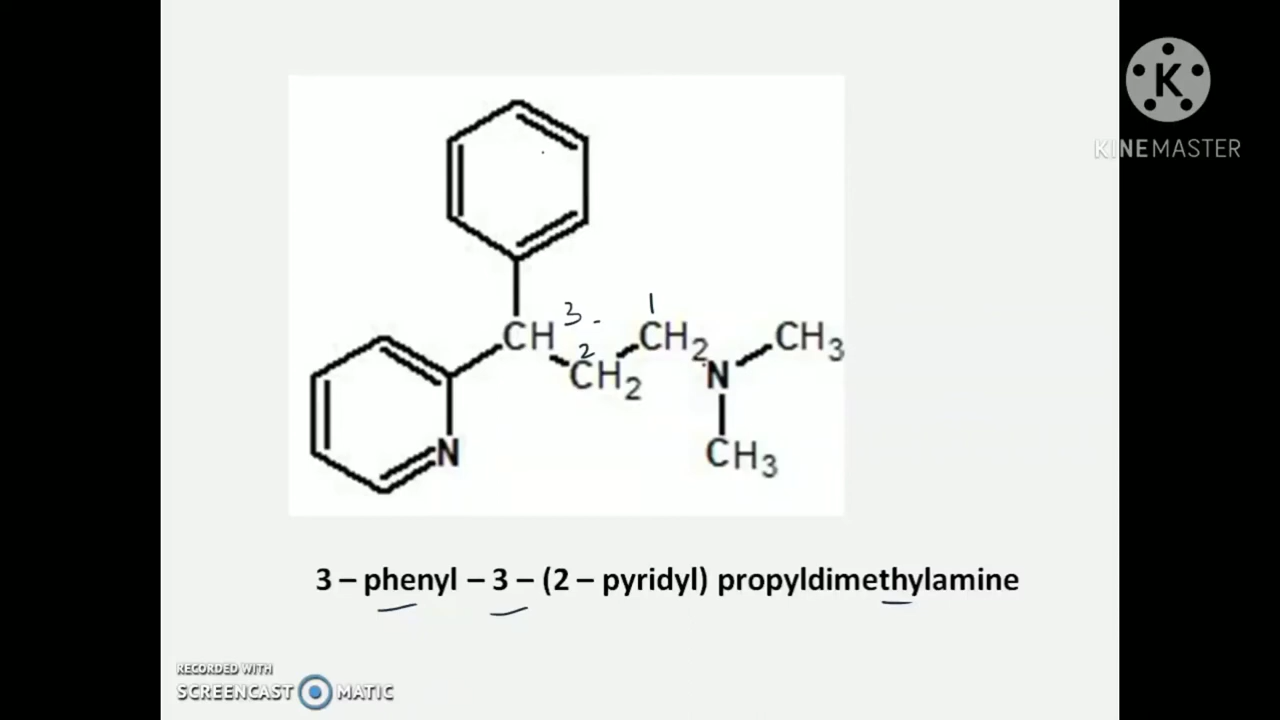 K
KINEMASTER
3
1
CH
2
CH2
CH3
CH2
N
N
CH3
3 – phenyl – 3 – (2 – pyridyl) propyldimethylamine
RECORDED WITH
SCREENCAST MATIC